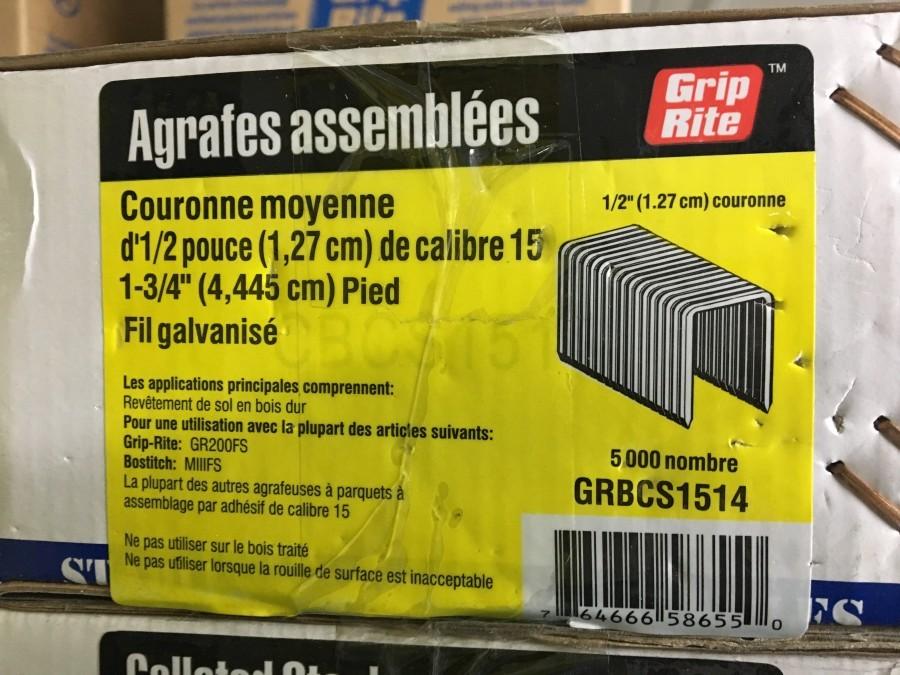 Agrafes assemblées
Grip
Rite
TM
Couronne moyenne
d'1/2 pouce (1,27 cm) de calibre 15
1-3/4" (4,445 cm) Pied
Fil galvanisé
1/2" (1.27 cm) couronne
Les applications principales comprennent:
Revêtement de sol en bois dur
Pour une utilisation avec la plupart des articles suivants:
Grip-Rite: GR200FS
Bostitch: MIIIFS
La plupart des autres agrafeuses à parquets à
assemblage par adhésif de calibre 15
Ne pas utiliser sur le bois traité
Ne pas utiliser lorsque la rouille de surface est inacceptable
5 000 nombre
GRBCS1514
7 64666 58655 0